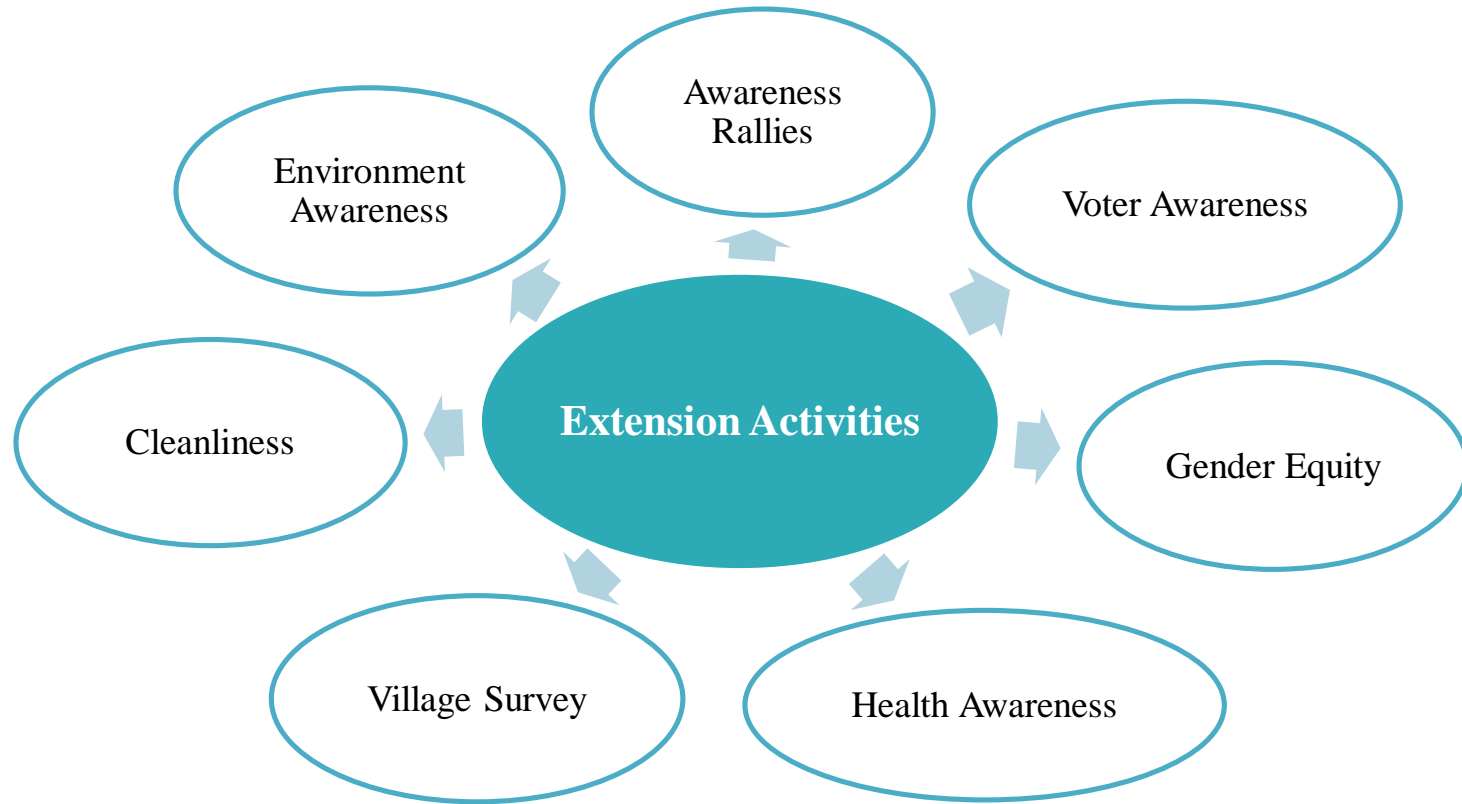 Awareness
Rallies
Environment
Awareness
Voter Awareness
Extension Activities
Cleanliness
Gender Equity
Village Survey
Health Awareness